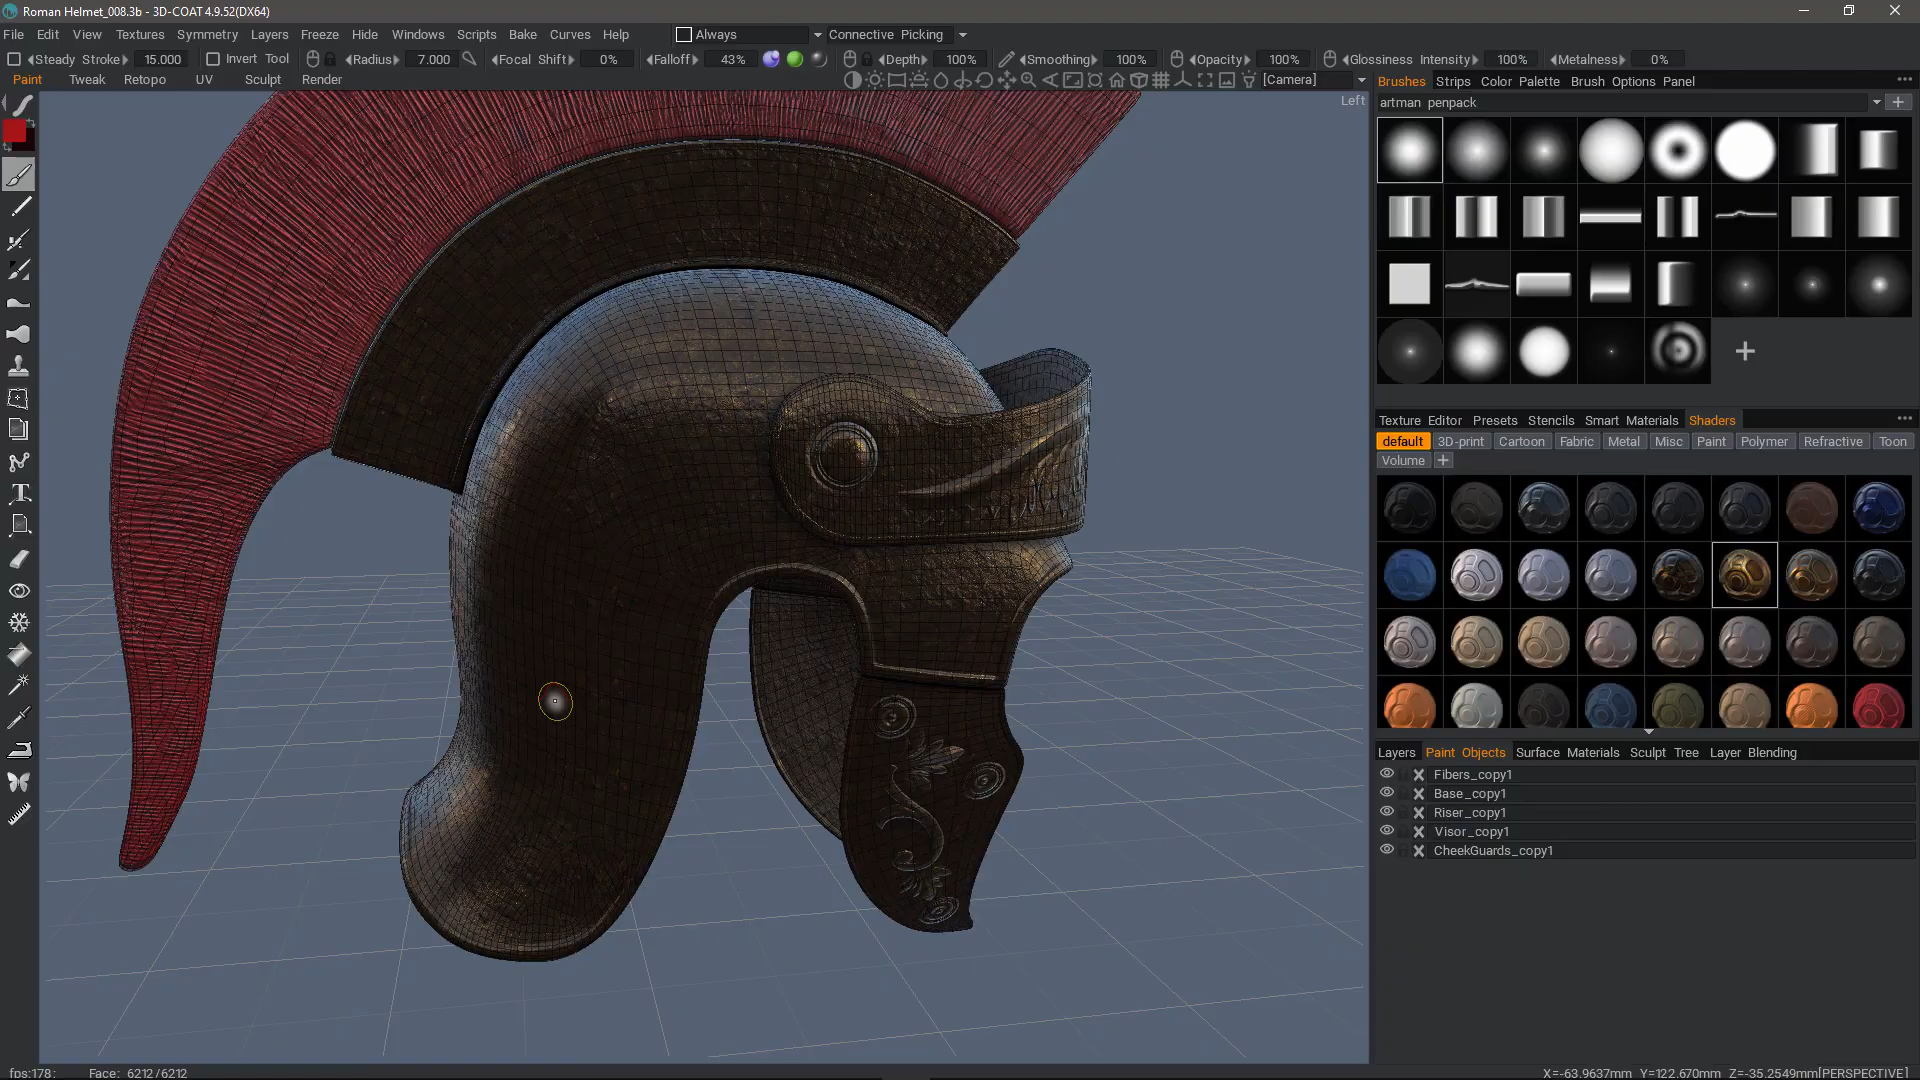 Roman Helmet_008.3b - 3D-COAT 4.9.52(DX64)
File Edit View Textures Symmetry Layers Freeze Hide Windows Scripts Bake Curves Help Always Connective Picking
Steady Stroke 15.000 Invert Tool Radius 7.000 Focal Shift 0% Falloff 43% Depth 100% Smoothing 100% Opacity 100% Glossiness Intensity 100% Metalness 0%
Paint Tweak Retopo UV Sculpt Render [Camera]
Left
Brushes Strips Color Palette Brush Options Panel
artman penpack
Texture Editor Presets Stencils Smart Materials Shaders
default 3D-print Cartoon Fabric Metal Misc Paint Polymer Refractive Toon
Volume
Layers Paint Objects Surface Materials Sculpt Tree Layer Blending
Fibers_copy1
Base_copy1
Riser_copy1
Visor_copy1
CheekGuards_copy1
fps:178: Face: 6212/6212 X=-63.9637mm Y=122.670mm Z=-35.2549mm[PERSPECTIVE]